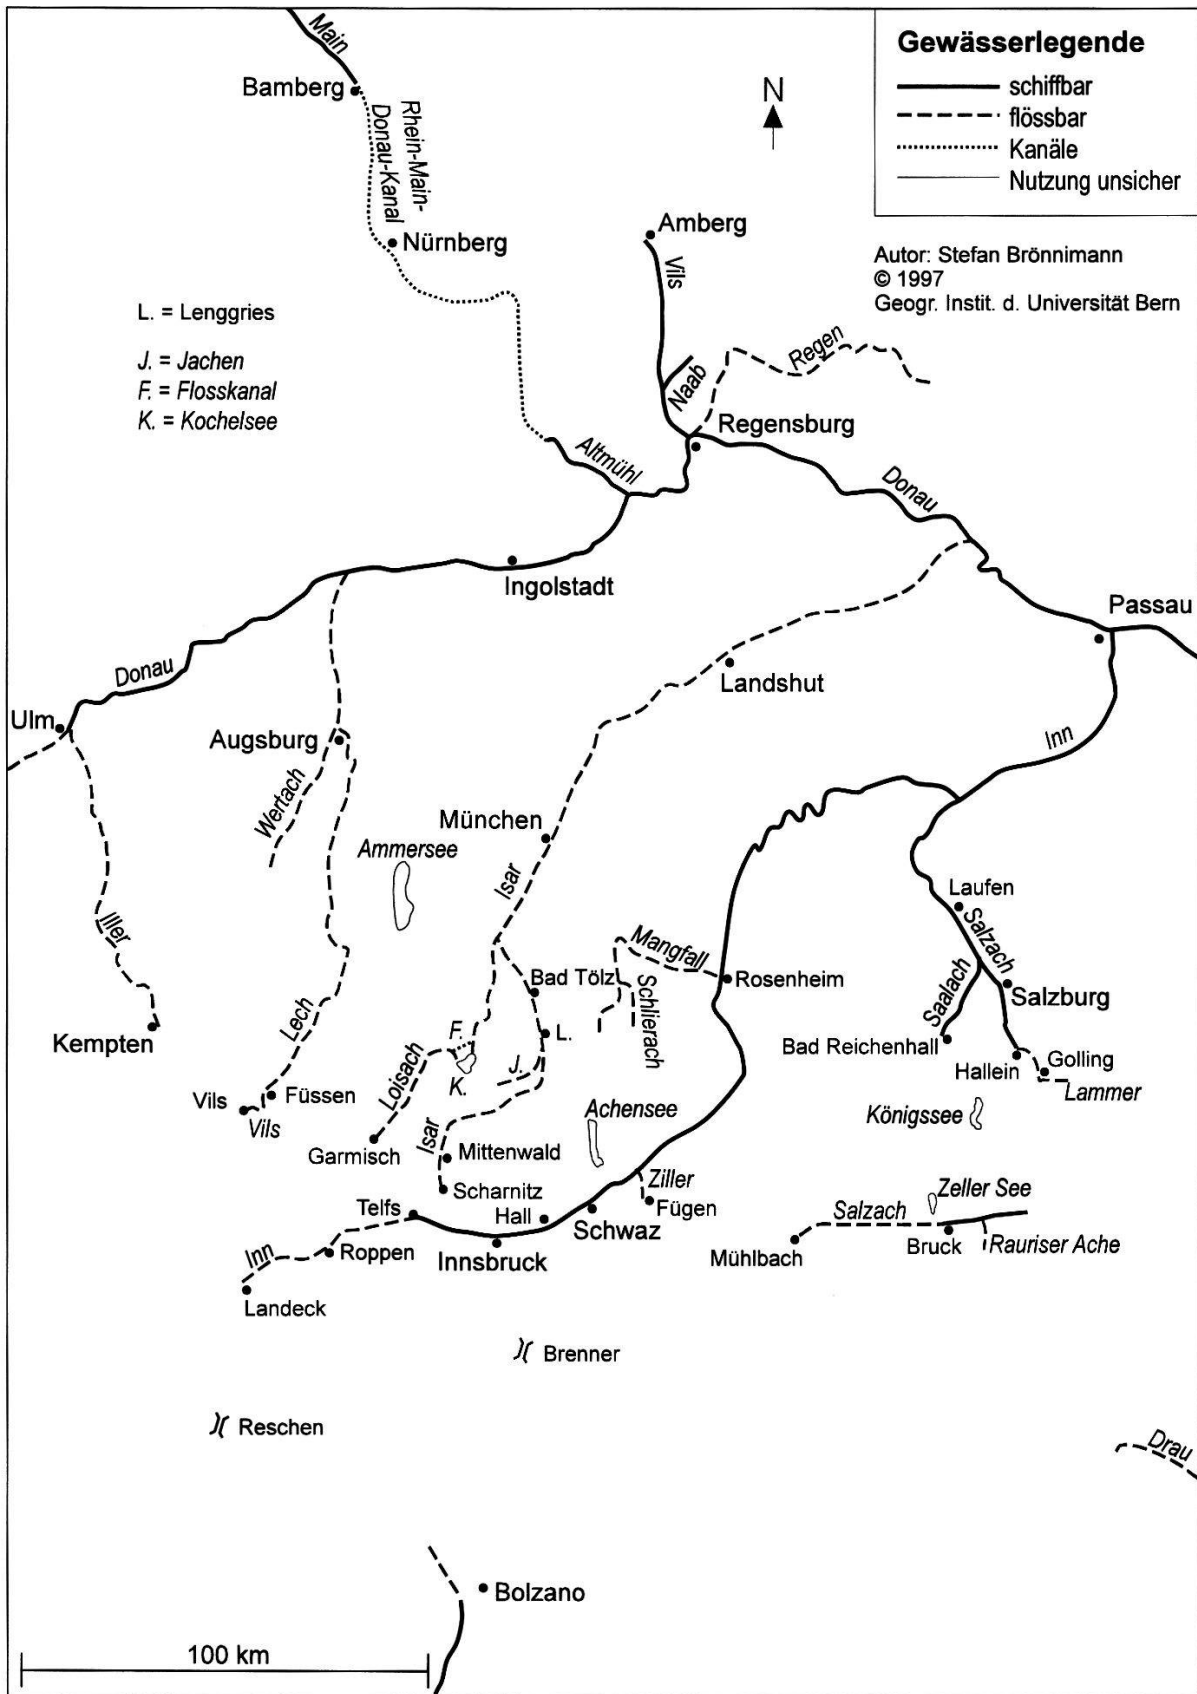 Main
Bamberg
Rhein-Main-
Donau-Kanal
Nürnberg
N
Gewässerlegende
schiffbar
flössbar
Kanäle
Nutzung unsicher
Autor: Stefan Brönnimann
© 1997
Geogr. Instit. d. Universität Bern
L. = Lenggries
J. = Jachen
F. = Flosskanal
K. = Kochelsee
Amberg
Vils
Naab
Regen
Regensburg
Altmühl
Donau
Ingolstadt
Passau
Donau
Landshut
Ulm
Augsburg
Inn
Wertach
München
Ammersee
Isar
Laufen
Iller
Mangfall
Salzach
Bad Tölz
Rosenheim
Saalach
Salzburg
Schlierach
Lech
Kempten
F.
L.
Bad Reichenhall
Hallein
Golling
Lammer
Loisach
K.
J.
Vils
Füssen
Vils
Achensee
Königssee
Garmisch
Isar
Mittenwald
Scharnitz
Ziller
Fügen
Telfs
Hall
Schwaz
Salzach
Zeller See
Inn
Roppen
Innsbruck
Mühlbach
Bruck
Rauriser Ache
Landeck
Brenner
Reschen
Drau
Bolzano
100 km